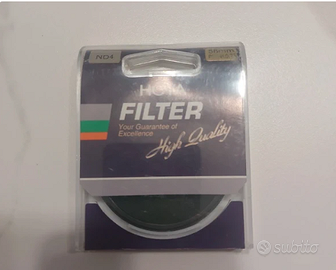 ND4
HOYA
FILTER
Your Guarantee of
Excellence
High Quality
subito